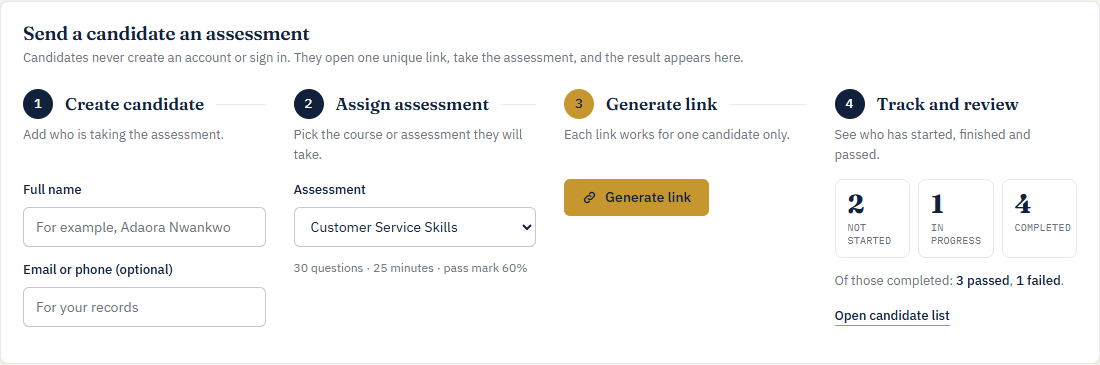 Send a candidate an assessment
Candidates never create an account or sign in. They open one unique link, take the assessment, and the result appears here.
1 Create candidate
Add who is taking the assessment.
Full name
For example, Adaora Nwankwo
Email or phone (optional)
For your records
2 Assign assessment
Pick the course or assessment they will
take.
Assessment
Customer Service Skills
30 questions · 25 minutes · pass mark 60%
3 Generate link
Each link works for one candidate only.
Generate link
4 Track and review
See who has started, finished and
passed.
2
NOT
STARTED
1
IN
PROGRESS
4
COMPLETED
Of those completed: 3 passed, 1 failed.
Open candidate list